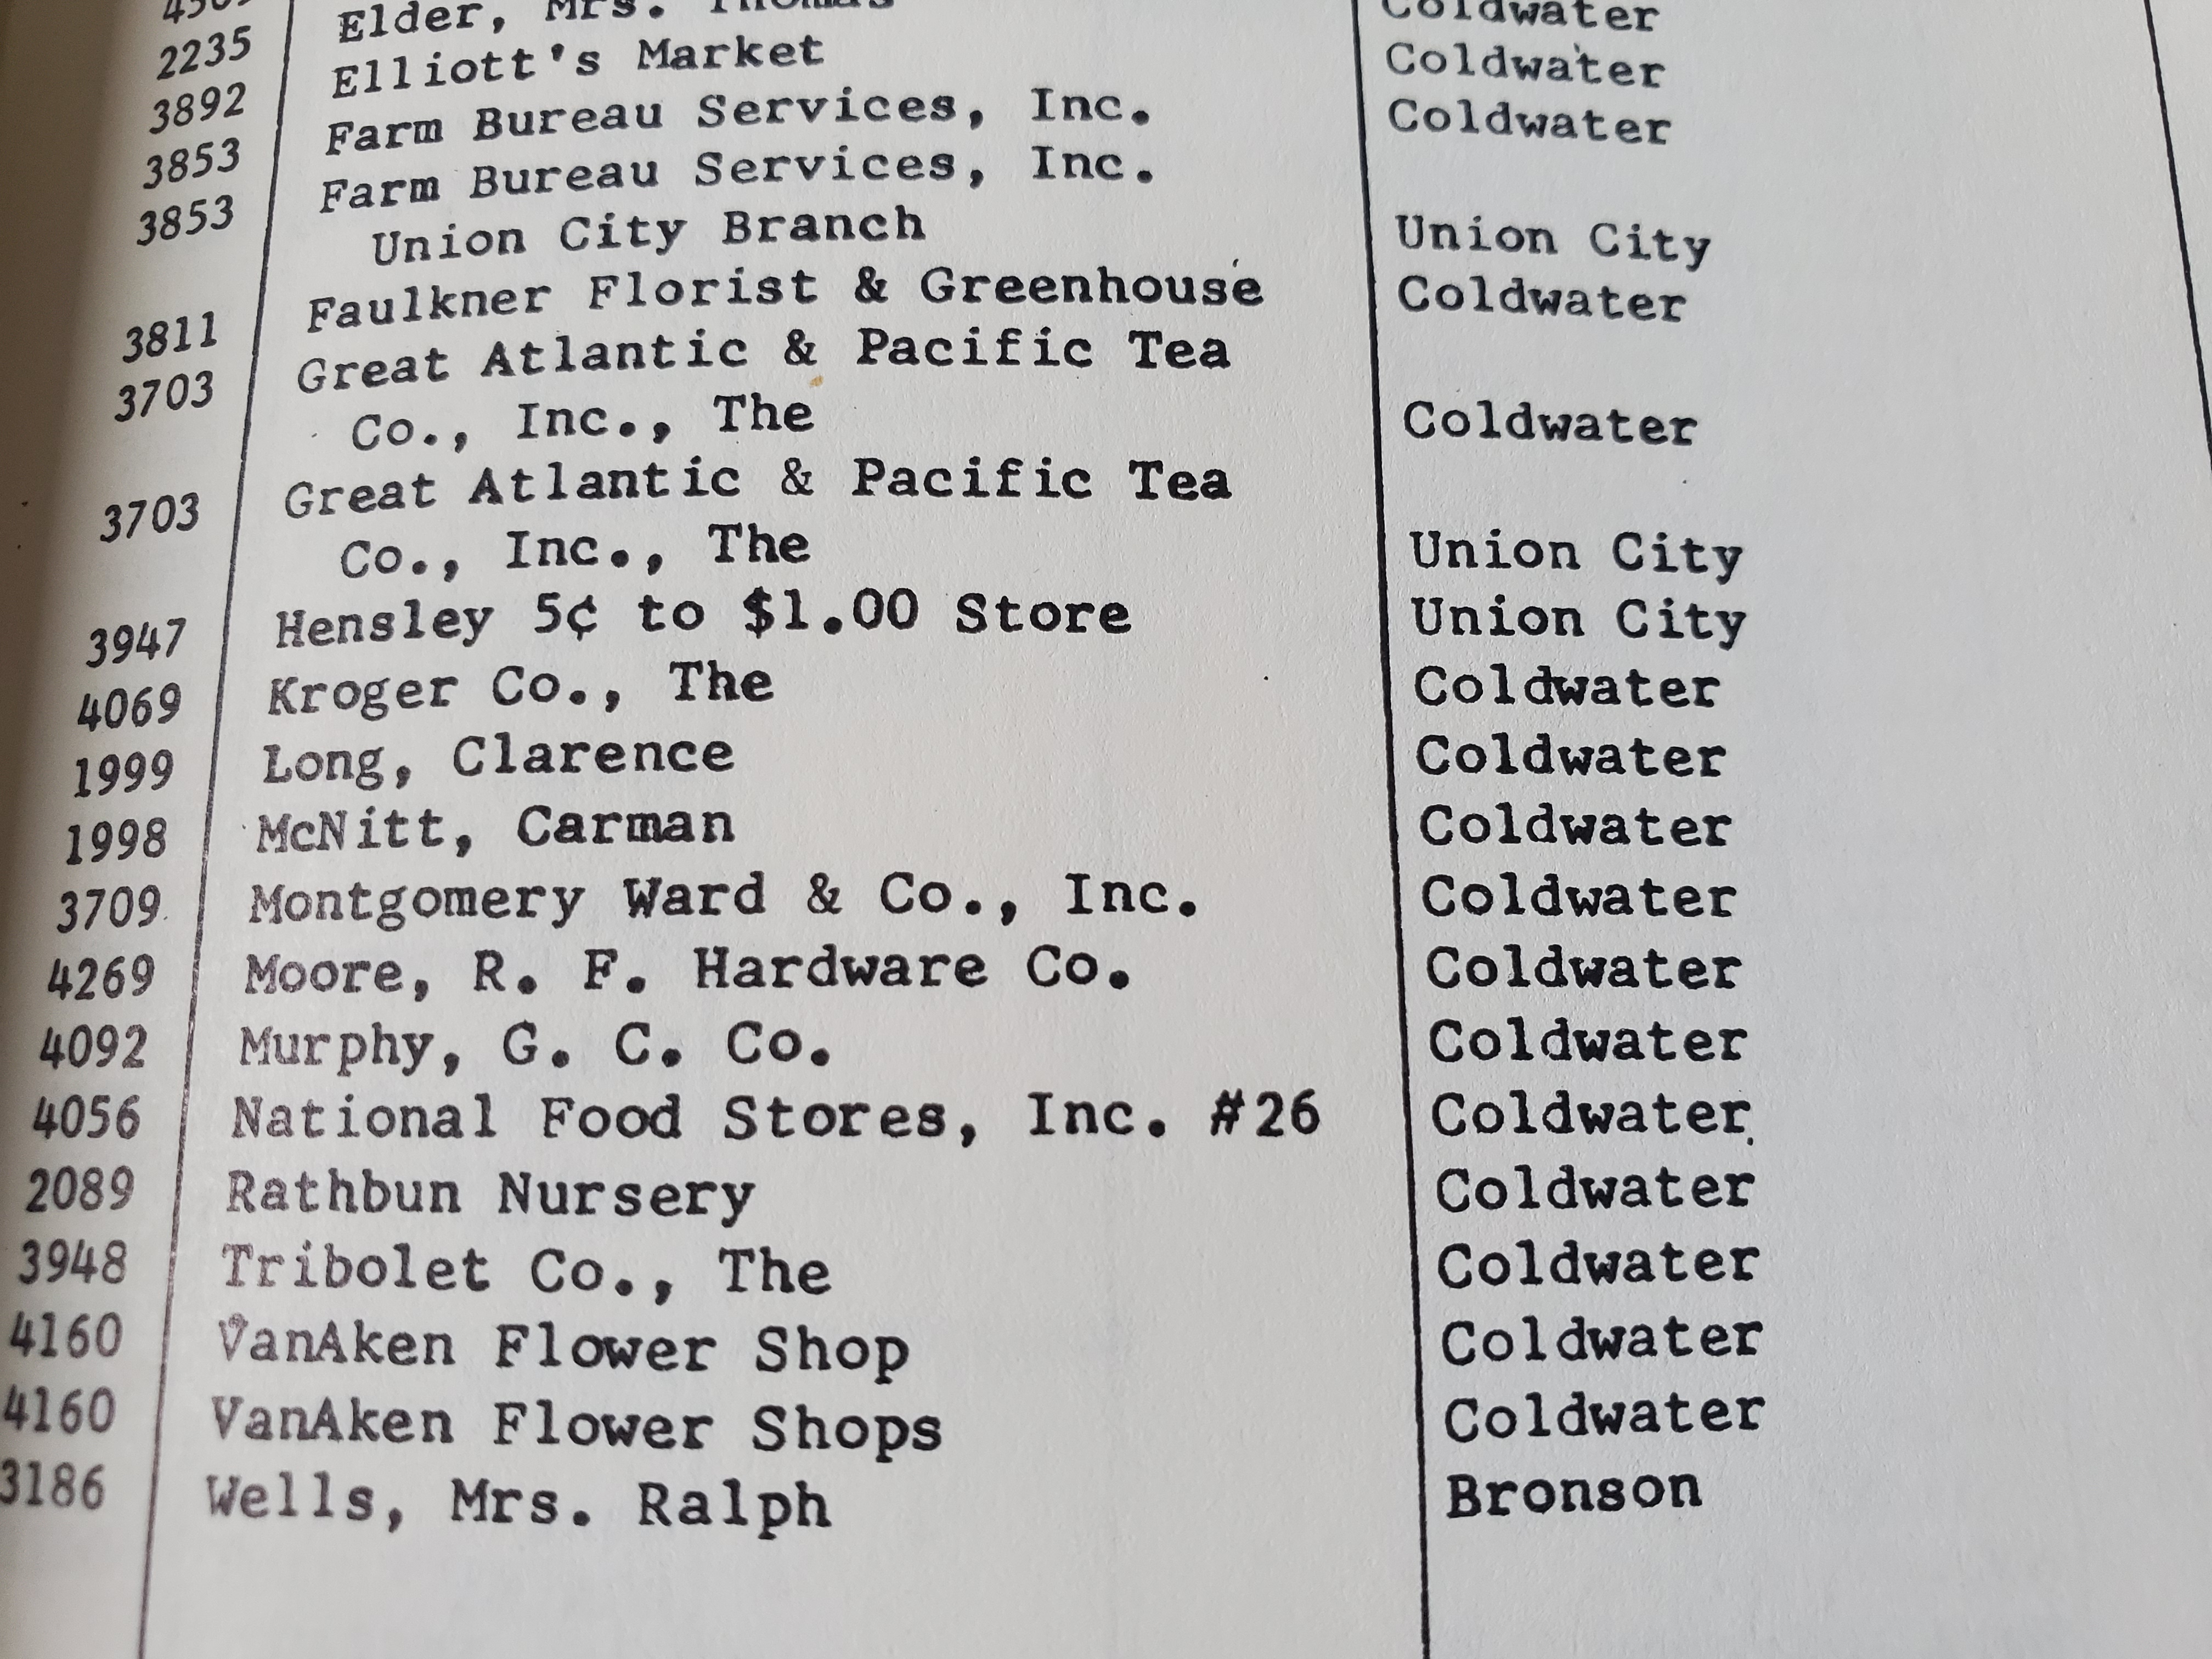 2235 Elder, Mrs. Thomas Coldwater
3892 Elliott's Market Coldwater
3853 Farm Bureau Services, Inc. Coldwater
3853 Farm Bureau Services, Inc.
Union City Branch Union City
3811 Faulkner Florist & Greenhouse Coldwater
3703 Great Atlantic & Pacific Tea
Co., Inc., The Coldwater
3703 Great Atlantic & Pacific Tea
Co., Inc., The Union City
3947 Hensley 5¢ to $1.00 Store Union City
4069 Kroger Co., The Coldwater
1999 Long, Clarence Coldwater
1998 McNitt, Carman Coldwater
3709 Montgomery Ward & Co., Inc. Coldwater
4269 Moore, R. F. Hardware Co. Coldwater
4092 Murphy, G. C. Co. Coldwater
4056 National Food Stores, Inc. #26 Coldwater
2089 Rathbun Nursery Coldwater
3948 Tribolet Co., The Coldwater
4160 VanAken Flower Shop Coldwater
4160 VanAken Flower Shops Coldwater
3186 Wells, Mrs. Ralph Bronson